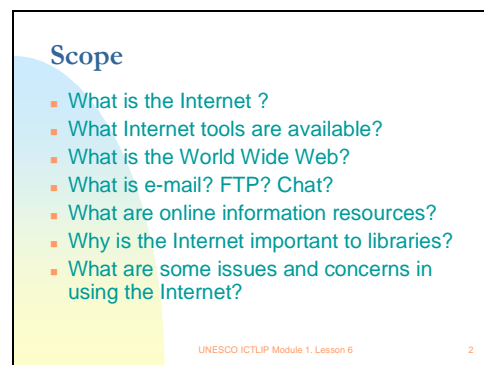 Scope
■ What is the Internet ?
■ What Internet tools are available?
■ What is the World Wide Web?
■ What is e-mail? FTP? Chat?
■ What are online information resources?
■ Why is the Internet important to libraries?
■ What are some issues and concerns in
using the Internet?
UNESCO ICTLIP Module 1. Lesson 6 2